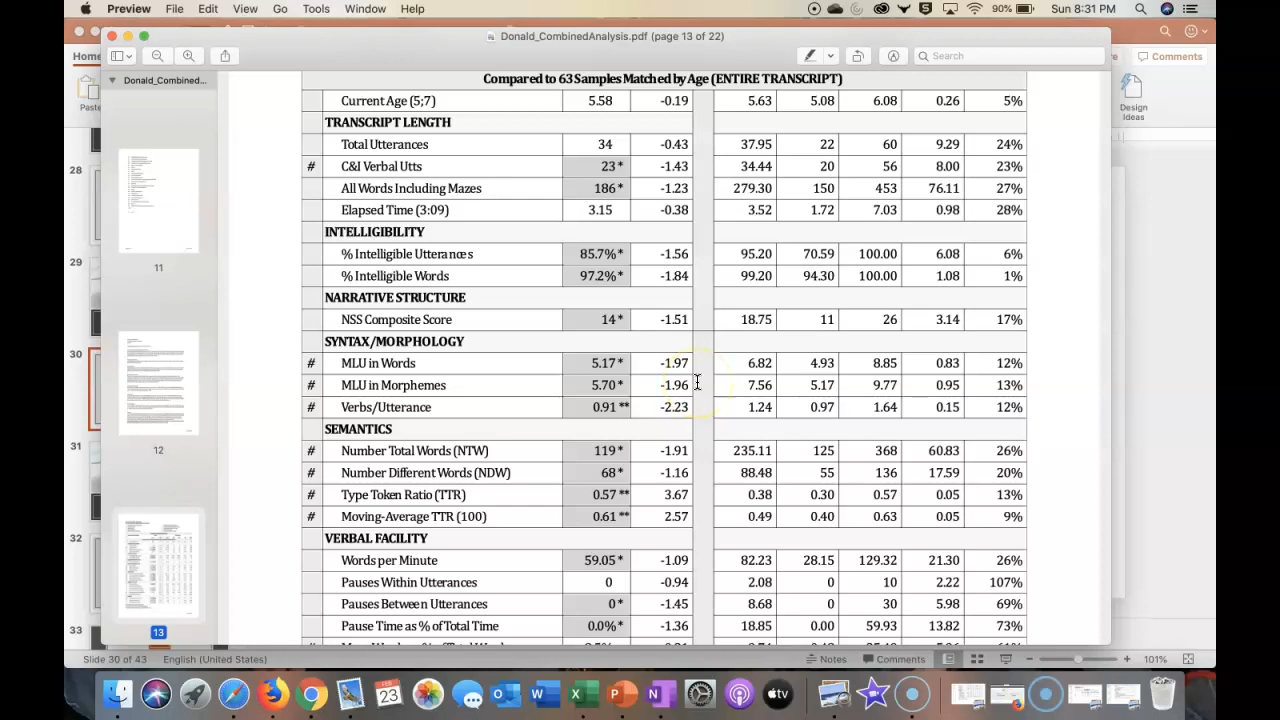 Preview File Edit View Go Tools Window Help 90% Sun 8:31 PM
Donald_CombinedAnalysis.pdf (page 13 of 22)
Home
Search
Comments
Donald_Combined...
Paste
Design
Ideas
28
29
30
31
32
33
11
12
13
Compared to 63 Samples Matched by Age (ENTIRE TRANSCRIPT)
Current Age (5;7) 5.58 -0.19 5.63 5.08 6.08 0.26 5%
TRANSCRIPT LENGTH
Total Utterances 34 -0.43 37.95 22 60 9.29 24%
# C&I Verbal Utts 23 * -1.43 34.44 20 56 8.00 23%
All Words Including Mazes 186 * -1.23 279.30 158 453 76.11 27%
Elapsed Time (3:09) 3.15 -0.38 3.52 1.72 7.03 0.98 28%
INTELLIGIBILITY
% Intelligible Utterances 85.7% * -1.56 95.20 70.59 100.00 6.08 6%
% Intelligible Words 97.2% * -1.84 99.20 94.30 100.00 1.08 1%
NARRATIVE STRUCTURE
NSS Composite Score 14 * -1.51 18.75 11 26 3.14 17%
SYNTAX/MORPHOLOGY
# MLU in Words 5.17 * -1.97 6.82 4.93 8.85 0.83 12%
# MLU in Morphemes 5.70 * -1.96 7.56 5.17 9.77 0.95 13%
# Verbs/Utterance 0.91 ** -2.23 1.24 0.97 1.64 0.15 12%
SEMANTICS
# Number Total Words (NTW) 119 * -1.91 235.11 125 368 60.83 26%
# Number Different Words (NDW) 68 * -1.16 88.48 55 136 17.59 20%
# Type Token Ratio (TTR) 0.57 ** 3.67 0.38 0.30 0.57 0.05 13%
# Moving-Average TTR (100) 0.61 ** 2.57 0.49 0.40 0.63 0.05 9%
VERBAL FACILITY
Words per Minute 59.05 * -1.09 82.23 28.15 129.32 21.30 26%
Pauses Within Utterances 0 -0.94 2.08 0 10 2.22 107%
Pauses Between Utterances 0 * -1.45 8.68 0 30 5.98 69%
Pause Time as % of Total Time 0.0% * -1.36 18.85 0.00 59.93 13.82 73%
Slide 30 of 43 English (United States) Notes Comments 101%
FEB
23